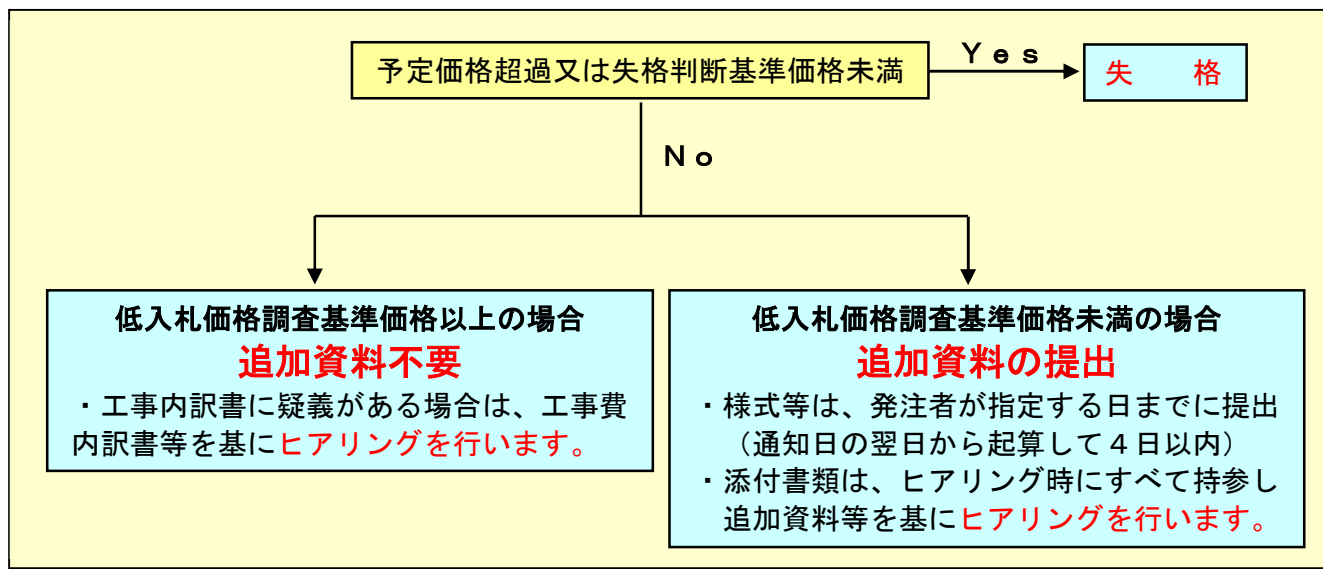 予定価格超過又は失格判断基準価格未満
Ｙｅｓ
失　　格
Ｎｏ
低入札価格調査基準価格以上の場合
追加資料不要
・工事内訳書に疑義がある場合は、工事費
内訳書等を基にヒアリングを行います。
低入札価格調査基準価格未満の場合
追加資料の提出
・様式等は、発注者が指定する日までに提出
（通知日の翌日から起算して４日以内）
・添付書類は、ヒアリング時にすべて持参し
追加資料等を基にヒアリングを行います。